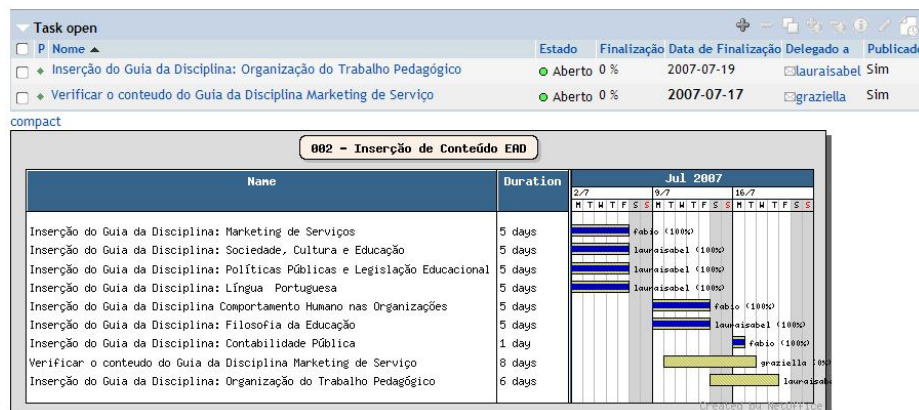 Task open
P Nome Estado Finalização Data de Finalização Delegado a Publicado
Inserção do Guia da Disciplina: Organização do Trabalho Pedagógico Aberto 0 % 2007-07-19 lauraisabel Sim
Verificar o conteudo do Guia da Disciplina Marketing de Serviço Aberto 0 % 2007-07-17 graziella Sim
compact
002 - Inserção de Conteúdo EAD
Name Duration Jul 2007
2/7 9/7 16/7
M T W T F S S M T W T F S S M T W T F S S
Inserção do Guia da Disciplina: Marketing de Serviços 5 days fabio (100%)
Inserção do Guia da Disciplina: Sociedade, Cultura e Educação 5 days lauraisabel (100%)
Inserção do Guia da Disciplina: Políticas Públicas e Legislação Educacional 5 days lauraisabel (100%)
Inserção do Guia da Disciplina: Língua Portuguesa 5 days lauraisabel (100%)
Inserção do Guia da Disciplina Comportamento Humano nas Organizações 5 days fabio (100%)
Inserção do Guia da Disciplina: Filosofia da Educação 5 days lauraisabel (100%)
Inserção do Guia da Disciplina: Contabilidade Pública 1 day fabio (100%)
Verificar o conteudo do Guia da Disciplina Marketing de Serviço 8 days graziella (0%)
Inserção do Guia da Disciplina: Organização do Trabalho Pedagógico 6 days lauraisab
Created by NetOffice